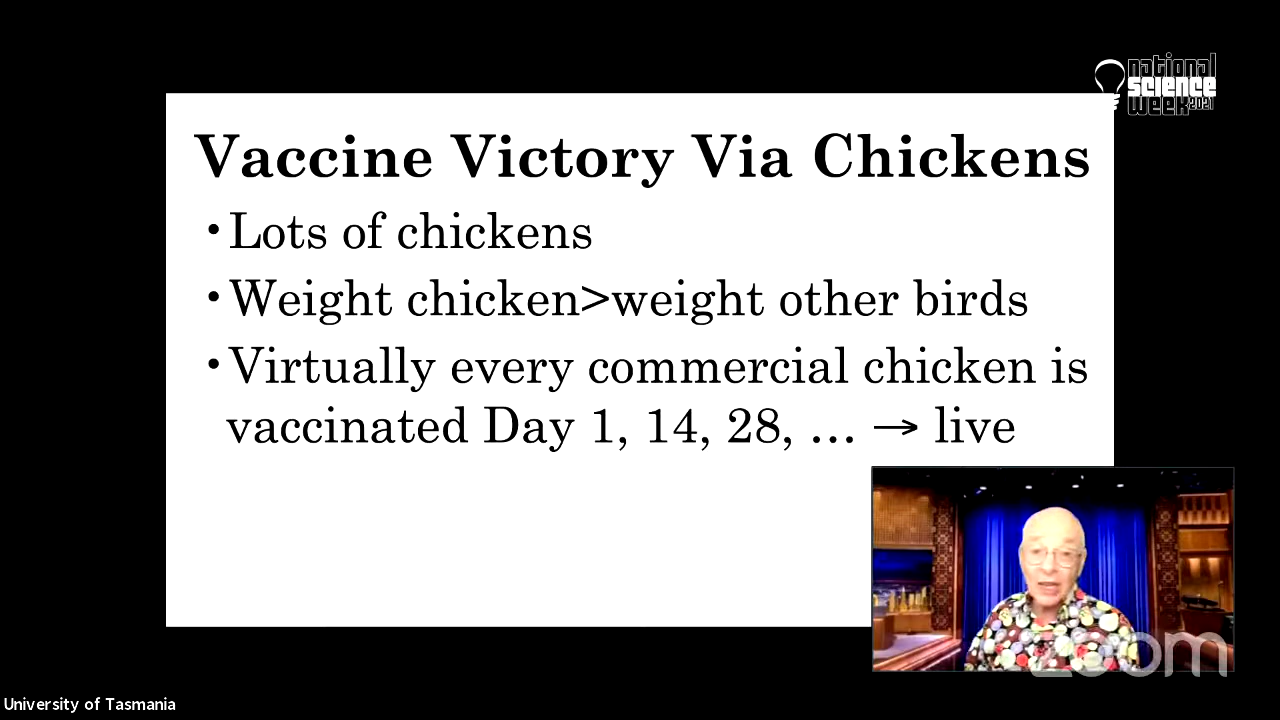 national
science
week 2021
Vaccine Victory Via Chickens
•Lots of chickens
•Weight chicken>weight other birds
•Virtually every commercial chicken is
vaccinated Day 1, 14, 28, … → live
zoom
University of Tasmania